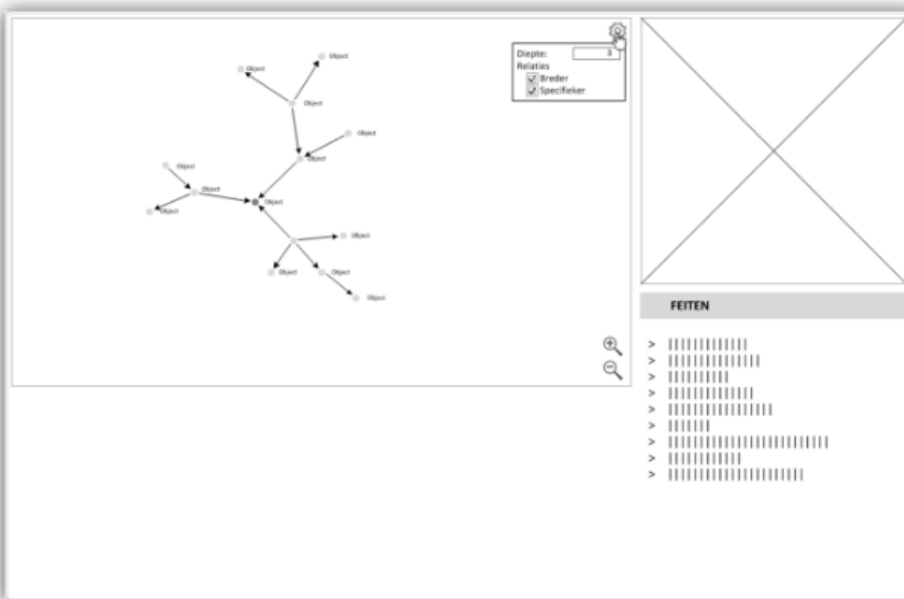 Object
Object
Diepte: 3
Relaties
Breder
Specifieker
Object
Object
Object
Object
Object
Object
Object
Object
Object
Object
Object
FEITEN
>
>
>
>
>
>
>
>
>